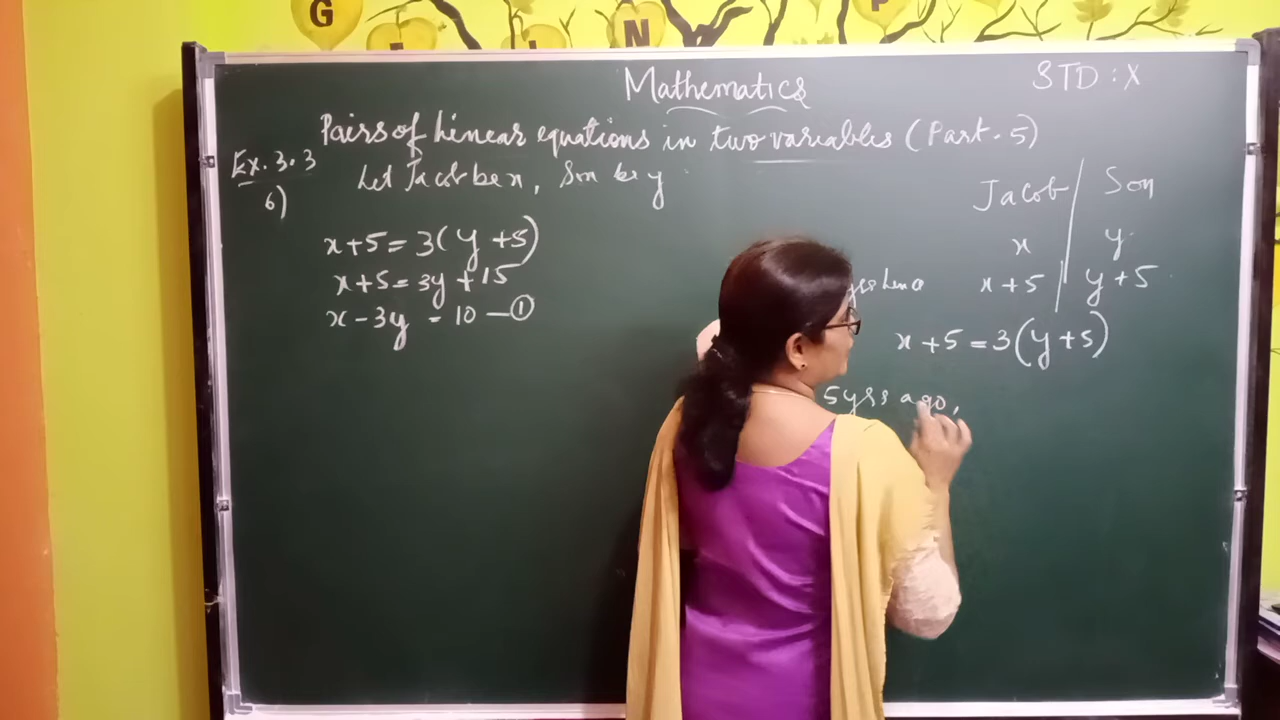 G
N
Mathematics
STD : X
Pairs of Linear equations in two variables (Part.5)
Ex. 3.3
6)
Let Jacob be x, Son be y
Jacob Son
x y
x+5 = 3(y+5)
x+5 = 3y+15
x-3y = 10 -①
yrs x+5 y+5
x+5 = 3(y+5)
5yrs ago,